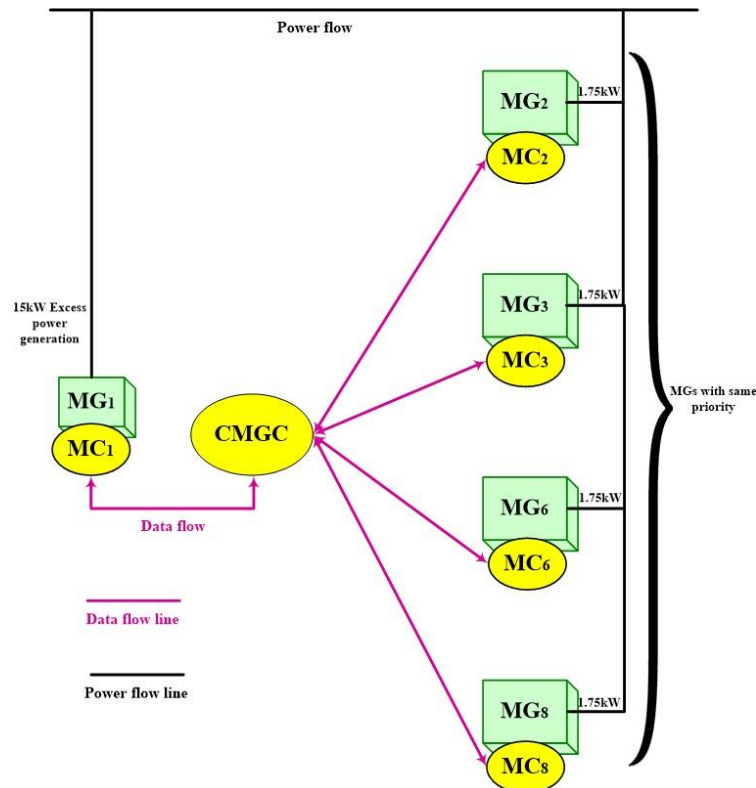 Power flow
1.75kW
MG2
MC2
15kW Excess
power
generation
1.75kW
MG3
MC3
MGs with same
priority
MG1
MC1
CMGC
1.75kW
MG6
MC6
Data flow
Data flow line
Power flow line
1.75kW
MG8
MC8